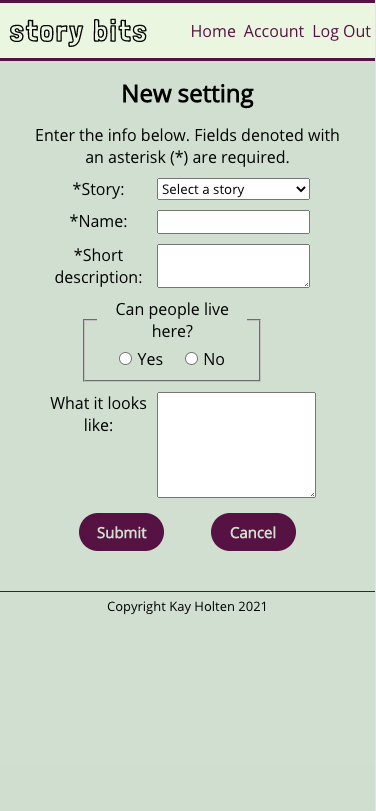 story bits
Home Account Log Out
New setting
Enter the info below. Fields denoted with
an asterisk (*) are required.
*Story:
Select a story
*Name:
*Short
description:
Can people live
here?
Yes No
What it looks
like:
Submit Cancel
Copyright Kay Holten 2021